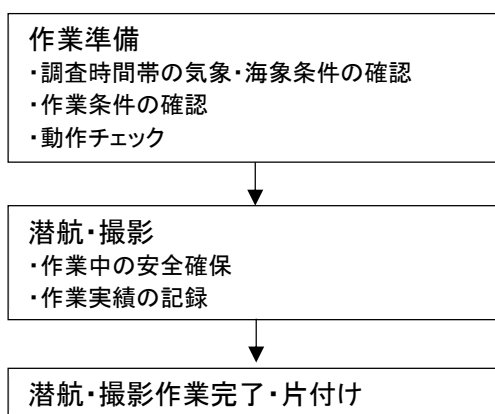 作業準備
・調査時間帯の気象・海象条件の確認
・作業条件の確認
・動作チェック
潜航・撮影
・作業中の安全確保
・作業実績の記録
潜航・撮影作業完了・片付け